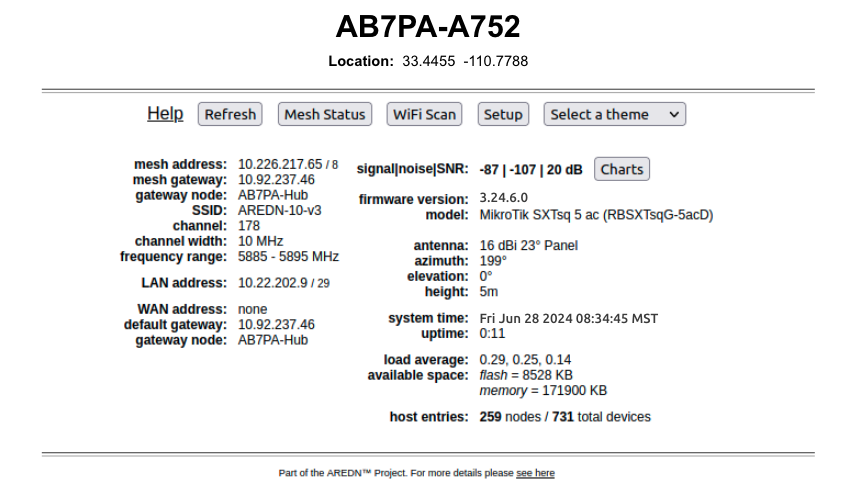 AB7PA-A752
Location: 33.4455 -110.7788
Help Refresh Mesh Status WiFi Scan Setup Select a theme
mesh address: 10.226.217.65 / 8
mesh gateway: 10.92.237.46
gateway node: AB7PA-Hub
SSID: AREDN-10-v3
channel: 178
channel width: 10 MHz
frequency range: 5885 - 5895 MHz
LAN address: 10.22.202.9 / 29
WAN address: none
default gateway: 10.92.237.46
gateway node: AB7PA-Hub
signal|noise|SNR: -87 | -107 | 20 dB Charts
firmware version: 3.24.6.0
model: MikroTik SXTsq 5 ac (RBSXTsqG-5acD)
antenna: 16 dBi 23° Panel
azimuth: 199°
elevation: 0°
height: 5m
system time: Fri Jun 28 2024 08:34:45 MST
uptime: 0:11
load average: 0.29, 0.25, 0.14
available space: flash = 8528 KB
memory = 171900 KB
host entries: 259 nodes / 731 total devices
Part of the AREDN™ Project. For more details please see here